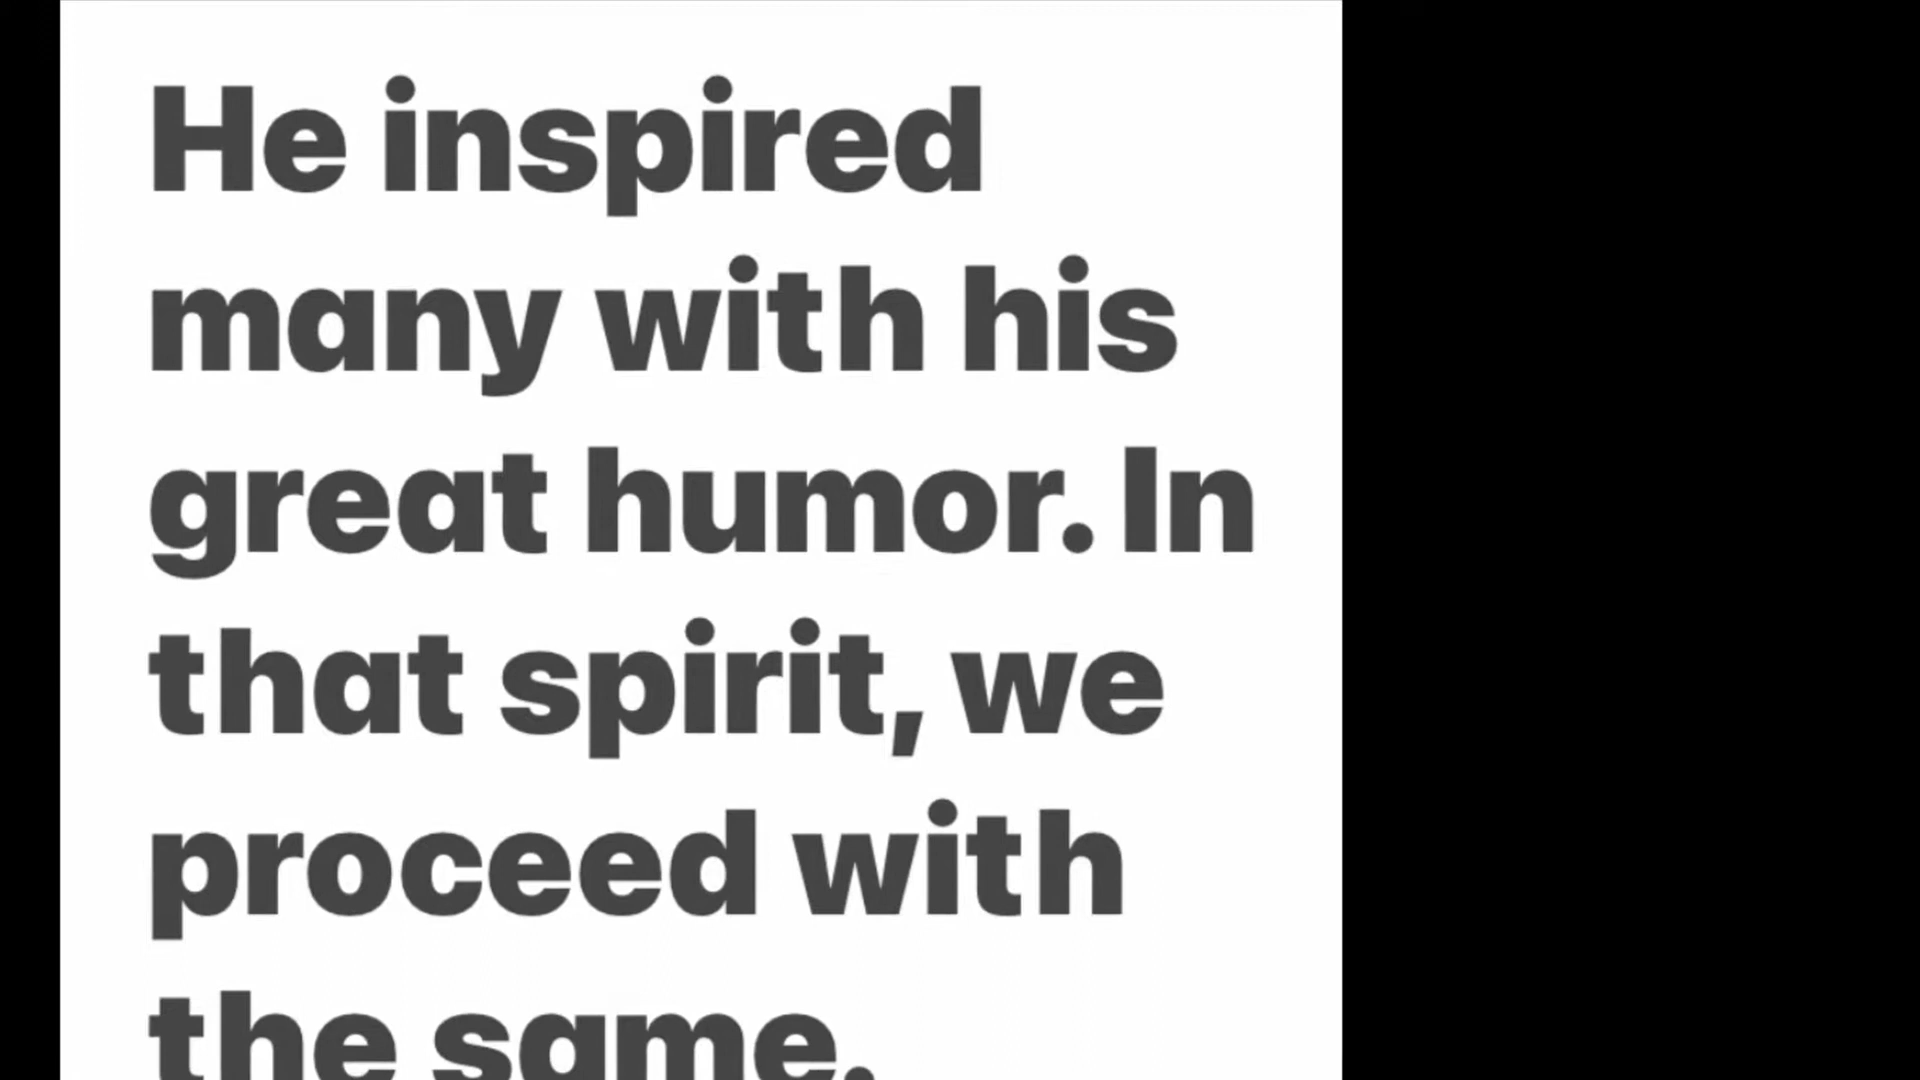 He inspired
many with his
great humor. In
that spirit, we
proceed with
the same.